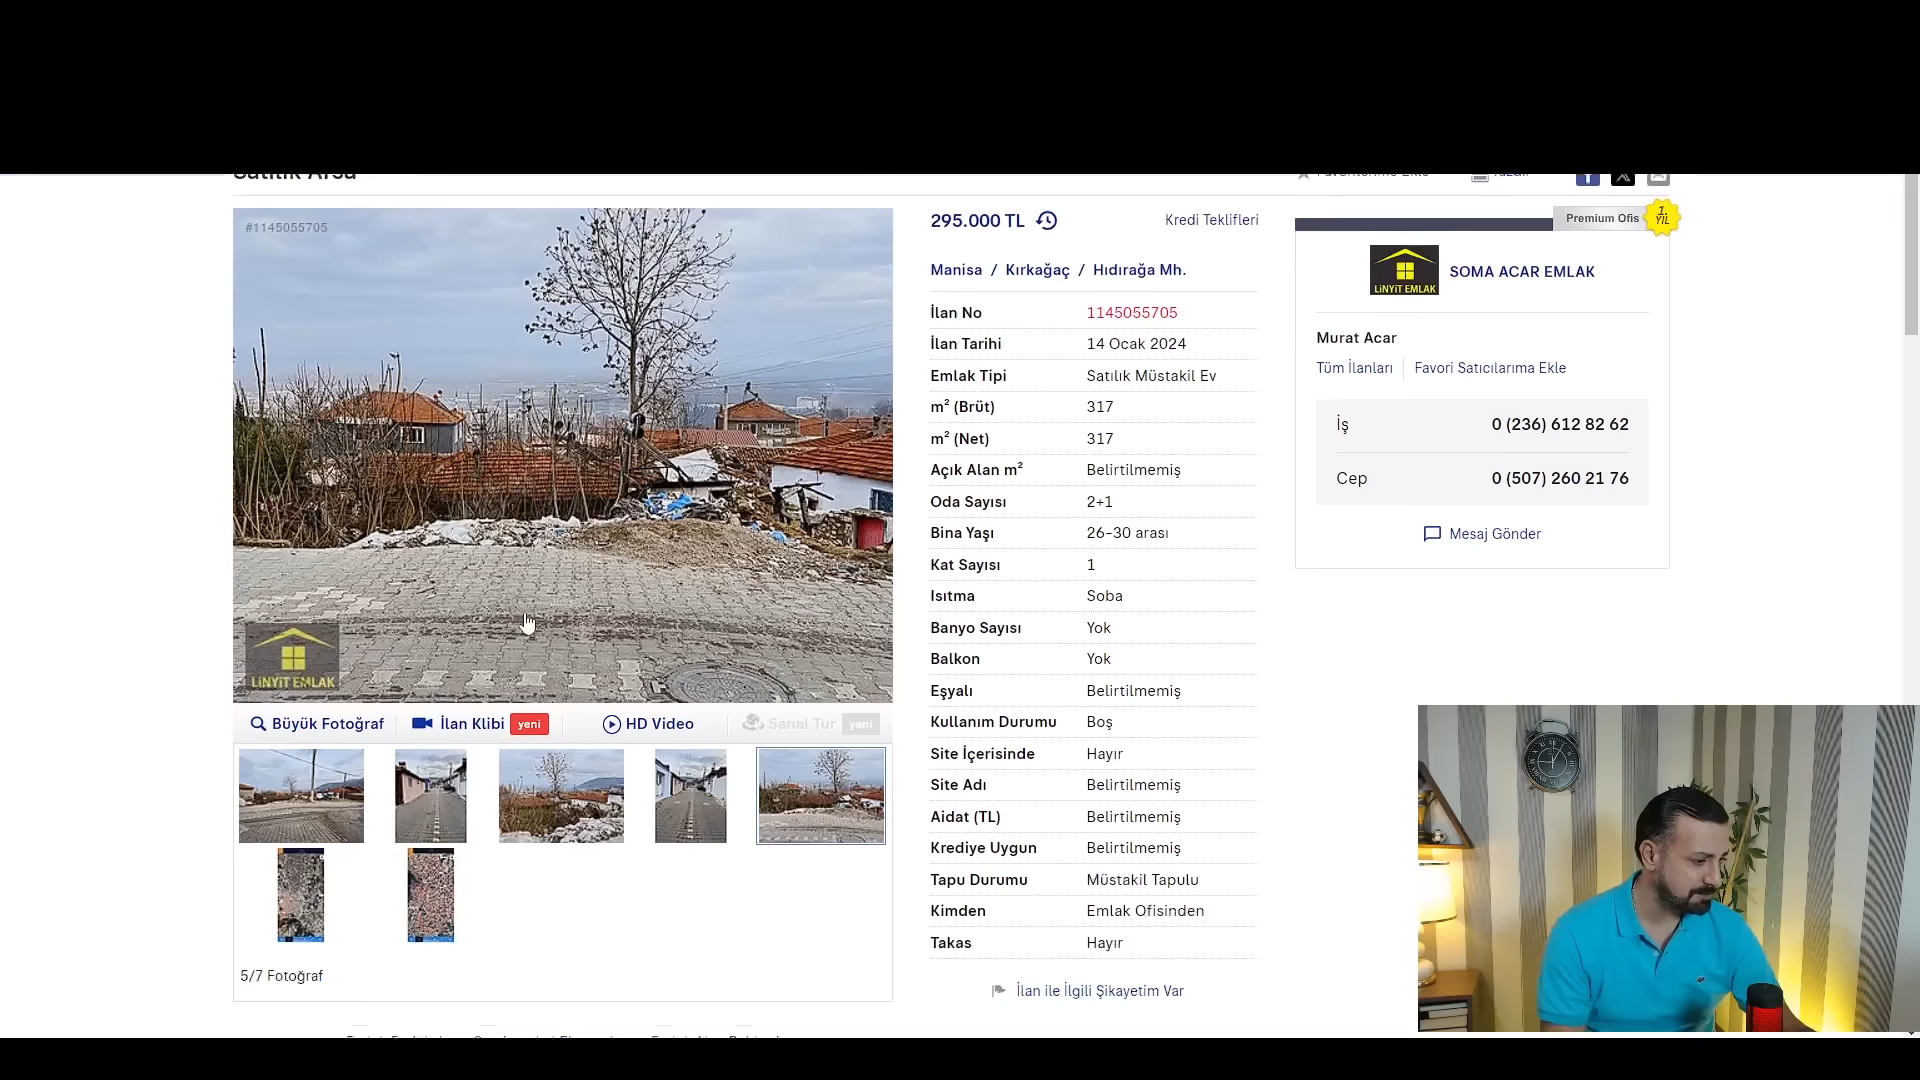 Satılık Arsa
#1145055705
LİNYİT EMLAK
Büyük Fotoğraf
İlan Klibi yeni
HD Video
Sanal Tur yeni
5/7 Fotoğraf
295.000 TL
Kredi Teklifleri
Manisa / Kırkağaç / Hıdırağa Mh.
İlan No 1145055705
İlan Tarihi 14 Ocak 2024
Emlak Tipi Satılık Müstakil Ev
m² (Brüt) 317
m² (Net) 317
Açık Alan m² Belirtilmemiş
Oda Sayısı 2+1
Bina Yaşı 26-30 arası
Kat Sayısı 1
Isıtma Soba
Banyo Sayısı Yok
Balkon Yok
Eşyalı Belirtilmemiş
Kullanım Durumu Boş
Site İçerisinde Hayır
Site Adı Belirtilmemiş
Aidat (TL) Belirtilmemiş
Krediye Uygun Belirtilmemiş
Tapu Durumu Müstakil Tapulu
Kimden Emlak Ofisinden
Takas Hayır
İlan ile İlgili Şikayetim Var
Premium Ofis
1.
YIL
LİNYİT EMLAK
SOMA ACAR EMLAK
Murat Acar
Tüm İlanları
Favori Satıcılarıma Ekle
İş 0 (236) 612 82 62
Cep 0 (507) 260 21 76
Mesaj Gönder